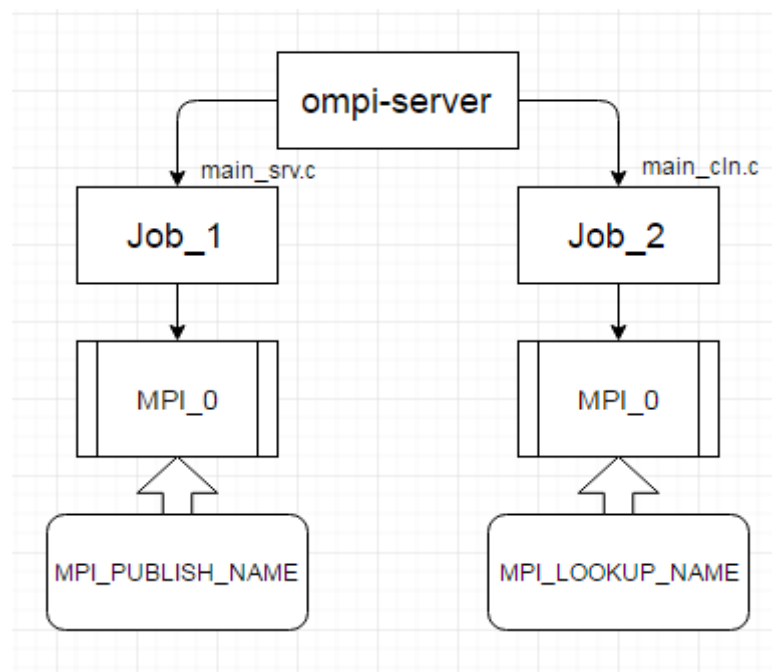 ompi-server
main_srv.c
main_cln.c
Job_1
Job_2
MPI_0
MPI_0
MPI_PUBLISH_NAME
MPI_LOOKUP_NAME